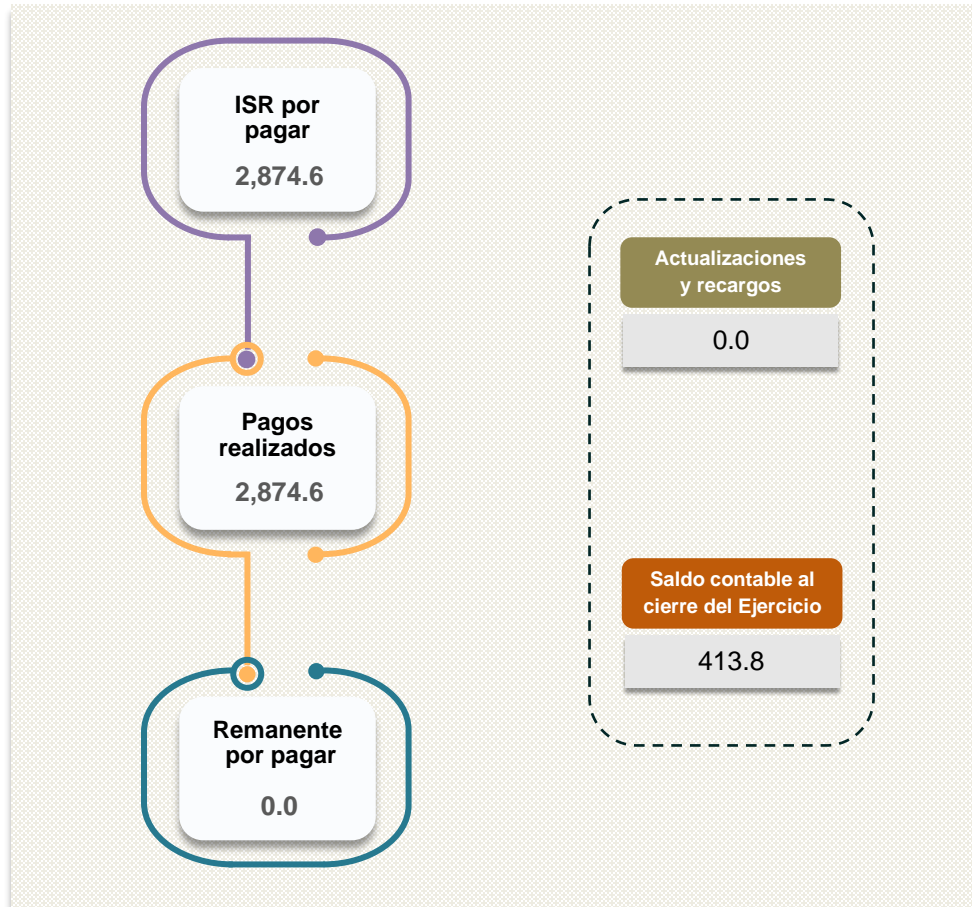 ISR por
pagar
2,874.6
Pagos
realizados
2,874.6
Remanente
por pagar
0.0
Actualizaciones
y recargos
0.0
Saldo contable al
cierre del Ejercicio
413.8